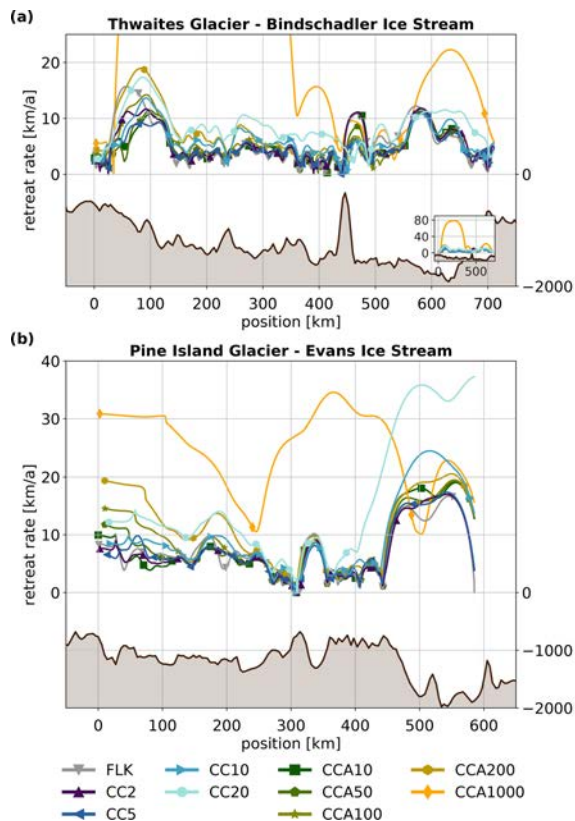 (a)
Thwaites Glacier - Bindschadler Ice Stream
retreat rate [km/a]
20
10
0
0
80
40
0
0
500
−2000
0
100
200
300
400
500
600
700
position [km]
(b)
Pine Island Glacier - Evans Ice Stream
retreat rate [km/a]
40
30
20
10
0
0
−1000
−2000
0
100
200
300
400
500
600
position [km]
FLK
CC2
CC5
CC10
CC20
CCA10
CCA50
CCA100
CCA200
CCA1000